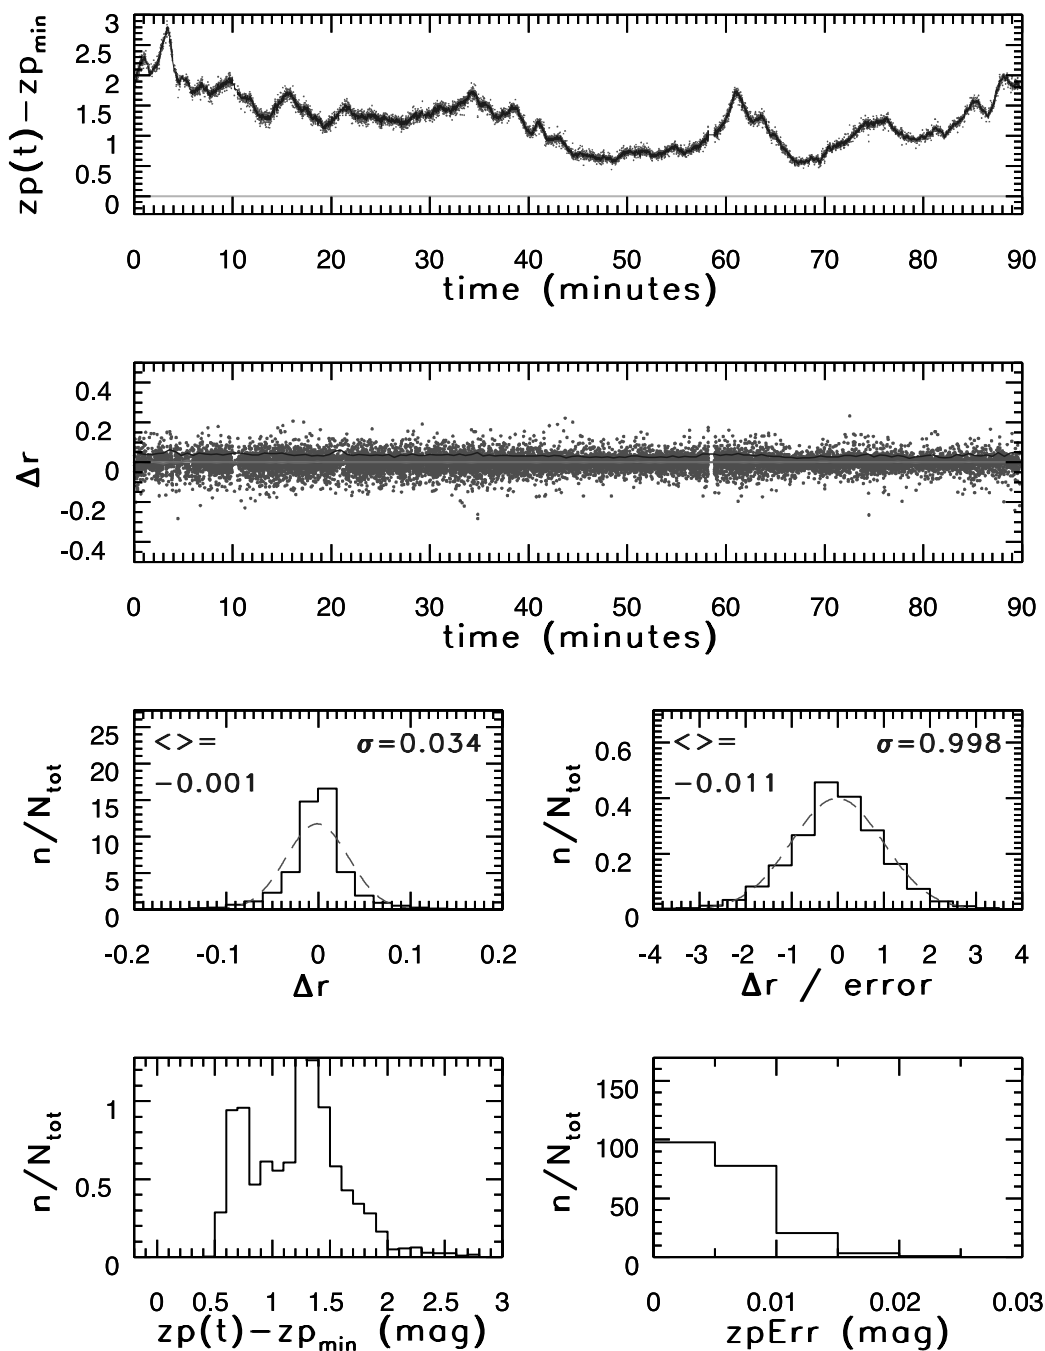 zp(t)−zp_min
3
2.5
2
1.5
1
0.5
0
0 10 20 30 40 50 60 70 80 90
time (minutes)
Δr
0.4
0.2
0
-0.2
-0.4
0 10 20 30 40 50 60 70 80 90
time (minutes)
n/N_tot
25
20
15
10
5
0
<>= σ=0.034
−0.001
-0.2 -0.1 0 0.1 0.2
Δr
n/N_tot
0.6
0.4
0.2
0
<>= σ=0.998
−0.011
-4 -3 -2 -1 0 1 2 3 4
Δr / error
n/N_tot
1
0.5
0
0 0.5 1 1.5 2 2.5 3
zp(t)−zp_min (mag)
n/N_tot
150
100
50
0
0 0.01 0.02 0.03
zpErr (mag)